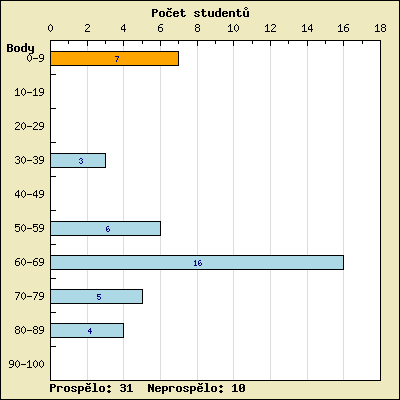 Počet studentů
0 2 4 6 8 10 12 14 16 18
Body
0-9 7
10-19
20-29
30-39 3
40-49
50-59 6
60-69 16
70-79 5
80-89 4
90-100
Prospělo: 31 Neprospělo: 10